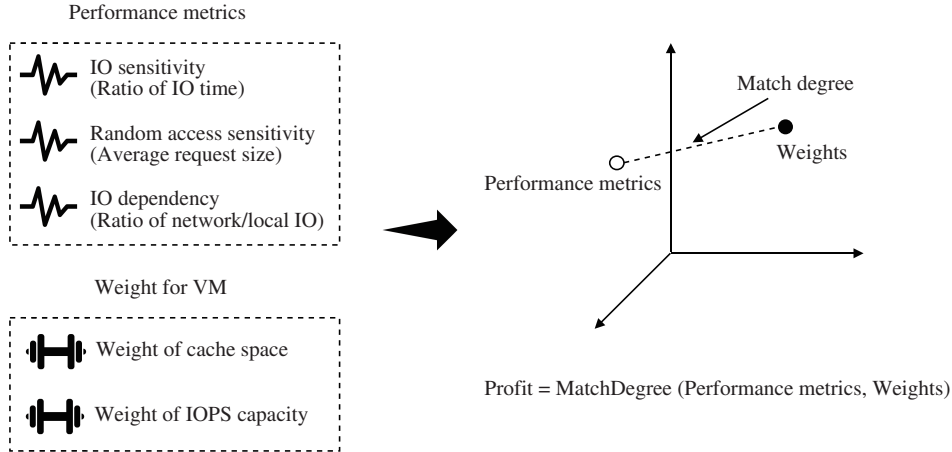 Performance metrics
IO sensitivity
(Ratio of IO time)
Random access sensitivity
(Average request size)
IO dependency
(Ratio of network/local IO)
Weight for VM
Weight of cache space
Weight of IOPS capacity
Match degree
Weights
Performance metrics
Profit = MatchDegree (Performance metrics, Weights)